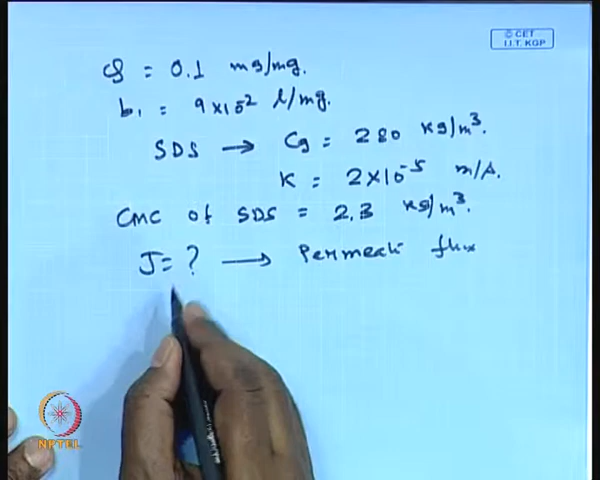 © CET
I.I.T. KGP
= 0.1 mg/mg.
b₁ = 9×10⁻² l/mg.
SDS → Cg = 280 kg/m³.
K = 2×10⁻⁵ m/s.
CMC of SDS = 2.3 kg/m³.
J = ? → Permeate flux
NPTEL